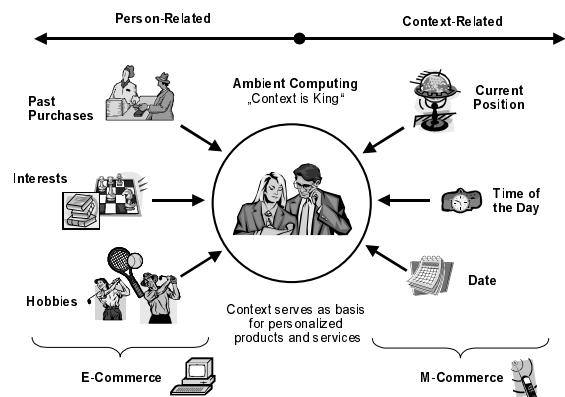 Person-Related
Context-Related
Ambient Computing
„Context is King“
Past
Purchases
Current
Position
Interests
Time of
the Day
Hobbies
Date
Context serves as basis
for personalized
products and services
E-Commerce
M-Commerce